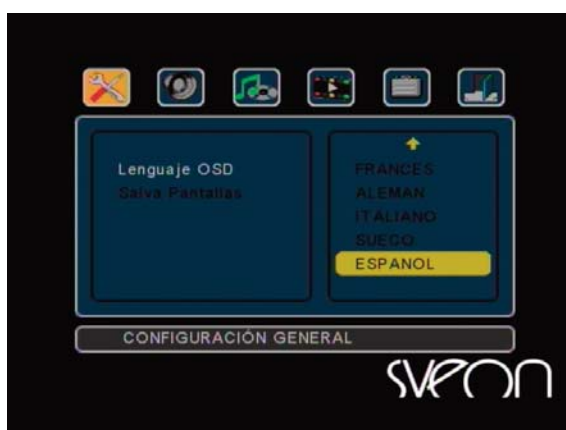 Lenguaje OSD
Salva Pantallas
FRANCES
ALEMAN
ITALIANO
SUECO
ESPANOL
CONFIGURACIÓN GENERAL
sveon